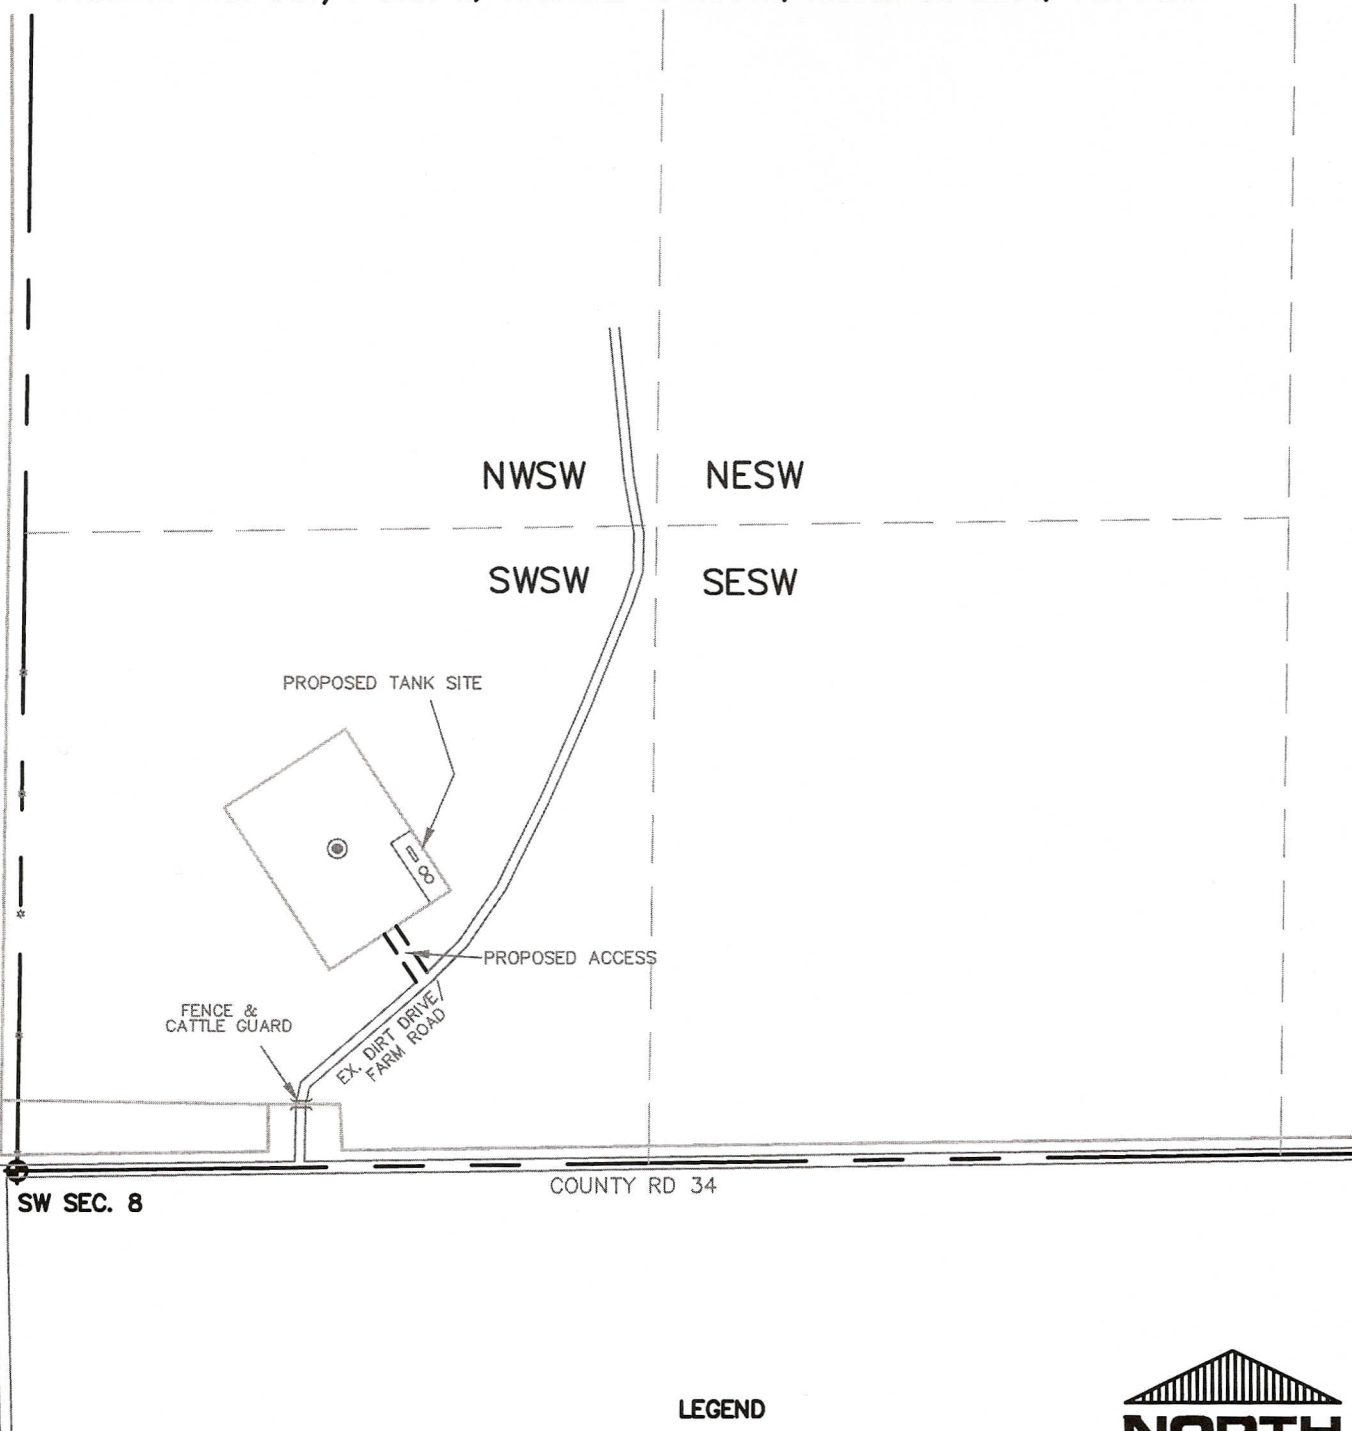 NWSW
NESW
SWSW
SESW
PROPOSED TANK SITE
PROPOSED ACCESS
FENCE &
CATTLE GUARD
EX. DIRT DRIVE/
FARM ROAD
COUNTY RD 34
SW SEC. 8
LEGEND
NORTH